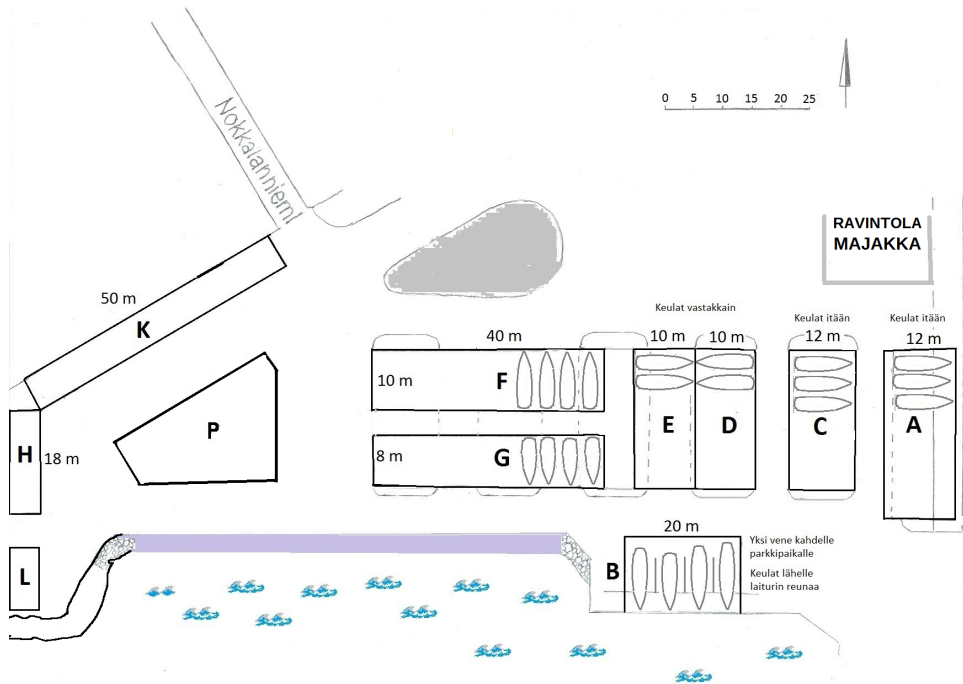 Nokkalanniemi
0 5 10 15 20 25
RAVINTOLA
MAJAKKA
50 m
K
Keulat vastakkain
Keulat itään
Keulat itään
40 m
10 m
10 m
12 m
12 m
10 m
F
P
E
D
C
A
H
18 m
8 m
G
20 m
L
B
Yksi vene kahdelle
parkkipaikalle
Keulat lähelle
laiturin reunaa